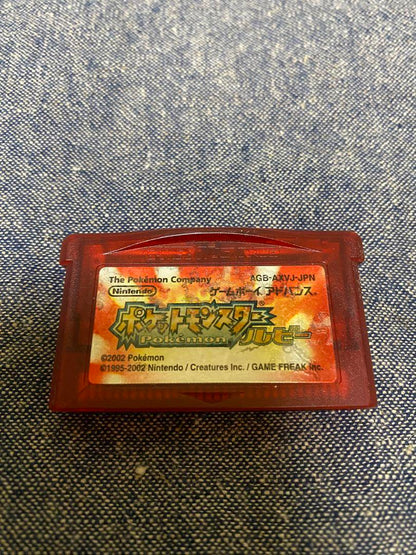 The Pokémon Company AGB-AXVJ-JPN
Nintendo ゲームボーイ アドバンス
ポケットモンスター®
Pokémon ルビー
©2002 Pokémon
©1995-2002 Nintendo / Creatures inc. / GAME FREAK inc.